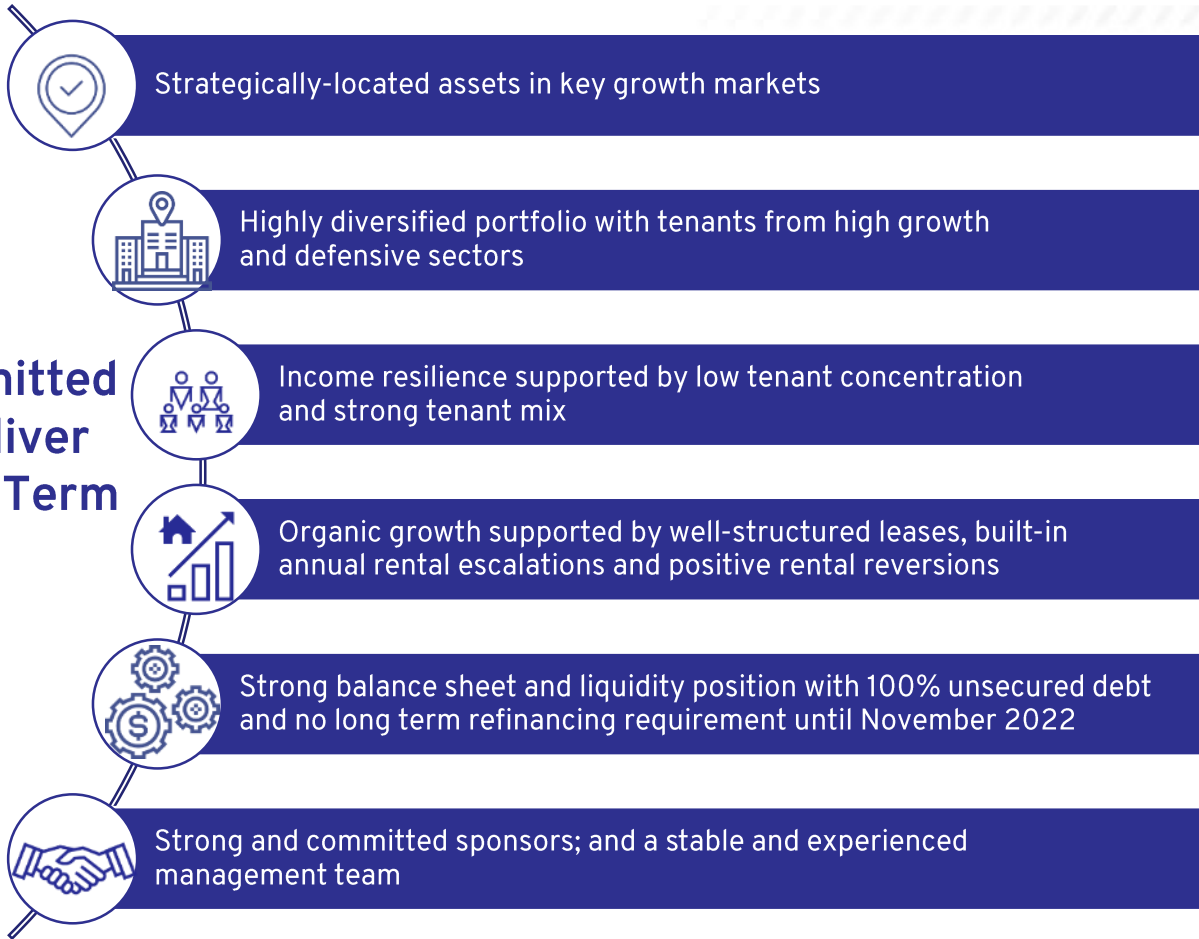 Strategically-located assets in key growth markets
Highly diversified portfolio with tenants from high growth
and defensive sectors
Income resilience supported by low tenant concentration
and strong tenant mix
Term
Organic growth supported by well-structured leases, built-in
annual rental escalations and positive rental reversions
Strong balance sheet and liquidity position with 100% unsecured debt
and no long term refinancing requirement until November 2022
$
Strong and committed sponsors; and a stable and experienced
management team